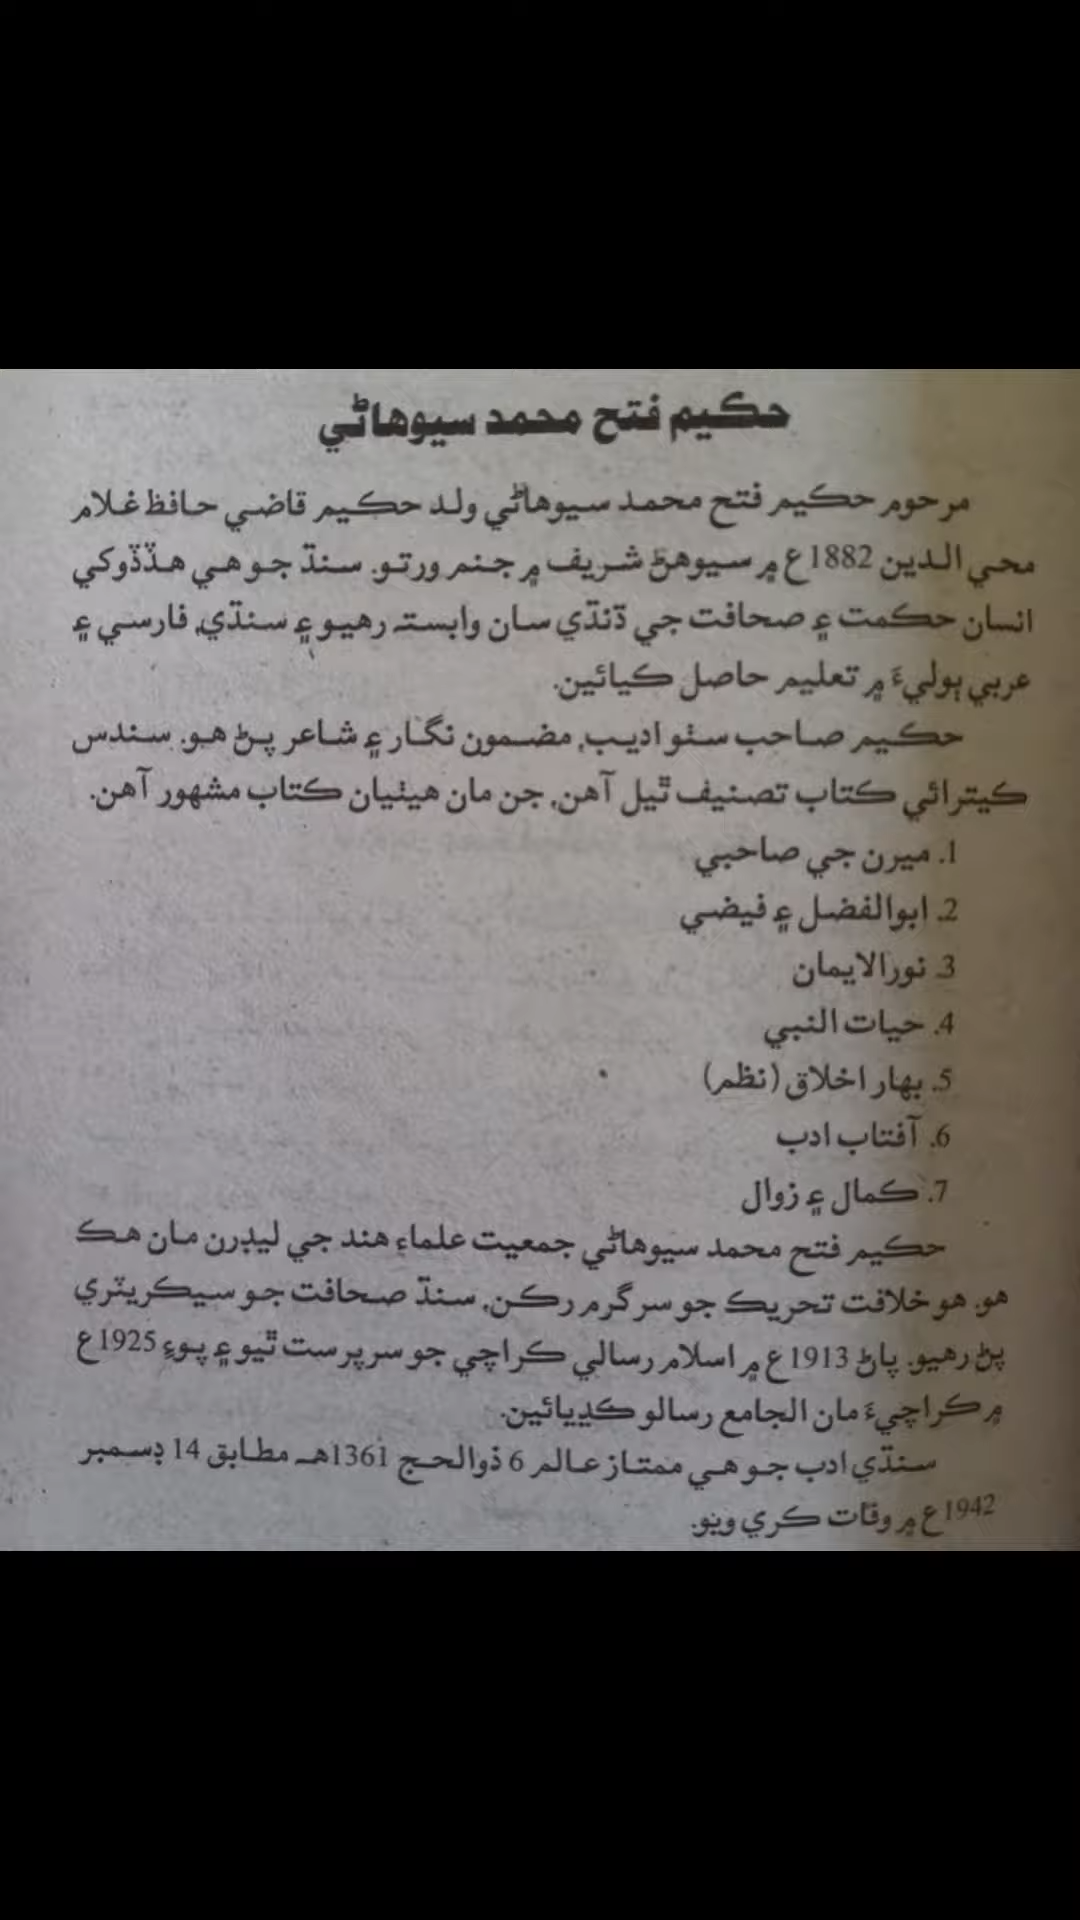 حڪيم فتح محمد سيوهاڻي
مرحوم حڪيم فتح محمد سيوهاڻي ولد حڪيم قاضي حافظ غلام
محي الدين 1882ع ۾ سيوهڻ شريف ۾ جنم ورتو. سنڌ جو هي هڏڏوکي
انسان حڪمت ۽ صحافت جي ڌنڌي سان وابسته رهيو ۽ سنڌي، فارسي ۽
عربي ٻوليءَ ۾ تعليم حاصل ڪيائين.
حڪيم صاحب سٺو اديب، مضمون نگار ۽ شاعر پڻ هو. سندس
ڪيترائي ڪتاب تصنيف ٿيل آهن، جن مان هيٺيان ڪتاب مشهور آهن.
1. ميرن جي صاحبي
2. ابوالفضل ۽ فيضي
3. نورالايمان
4. حيات النبي
5. بهار اخلاق (نظم)
6. آفتاب ادب
7. ڪمال ۽ زوال
حڪيم فتح محمد سيوهاڻي جمعيت علماءِ هند جي ليڊرن مان هڪ
هو. هو خلافت تحريڪ جو سرگرم رڪن، سنڌ صحافت جو سيڪريٽري
پڻ رهيو. پاڻ 1913ع ۾ اسلام رسالي ڪراچي جو سرپرست ٿيو ۽ پوءِ 1925ع
۾ ڪراچيءَ مان الجامع رسالو ڪڍيائين.
سنڌي ادب جو هي ممتاز عالم 6 ذوالحج 1361هه مطابق 14 ڊسمبر
1942ع ۾ وفات ڪري ويو.